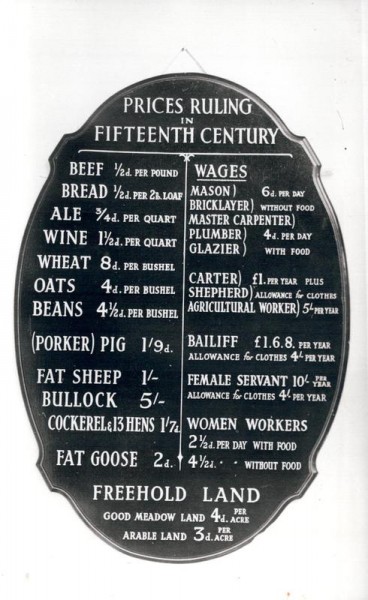 PRICES RULING
IN
FIFTEENTH CENTURY
BEEF ½d. PER POUND
BREAD ½d. PER 2lb. LOAF
ALE ¾d. PER QUART
WINE 1½d. PER QUART
WHEAT 8d. PER BUSHEL
OATS 4d. PER BUSHEL
BEANS 4½d. PER BUSHEL
(PORKER) PIG 1/9d.
FAT SHEEP 1/-
BULLOCK 5/-
COCKEREL & 13 HENS 1/7d.
FAT GOOSE 2d.
WAGES
MASON) 6d. PER DAY
BRICKLAYER) WITHOUT FOOD
MASTER CARPENTER)
PLUMBER) 4d. PER DAY
GLAZIER) WITH FOOD
CARTER) £1. PER YEAR PLUS
SHEPHERD) ALLOWANCE for CLOTHES
AGRICULTURAL WORKER) 5/- PER YEAR
BAILIFF £1.6.8. PER YEAR
ALLOWANCE for CLOTHES 4/- PER YEAR
FEMALE SERVANT 10/- PER YEAR
ALLOWANCE for CLOTHES 4/- PER YEAR
WOMEN WORKERS
2½d. PER DAY WITH FOOD
4½d. " " WITHOUT FOOD
FREEHOLD LAND
GOOD MEADOW LAND 4d. PER ACRE
ARABLE LAND 3d. PER ACRE